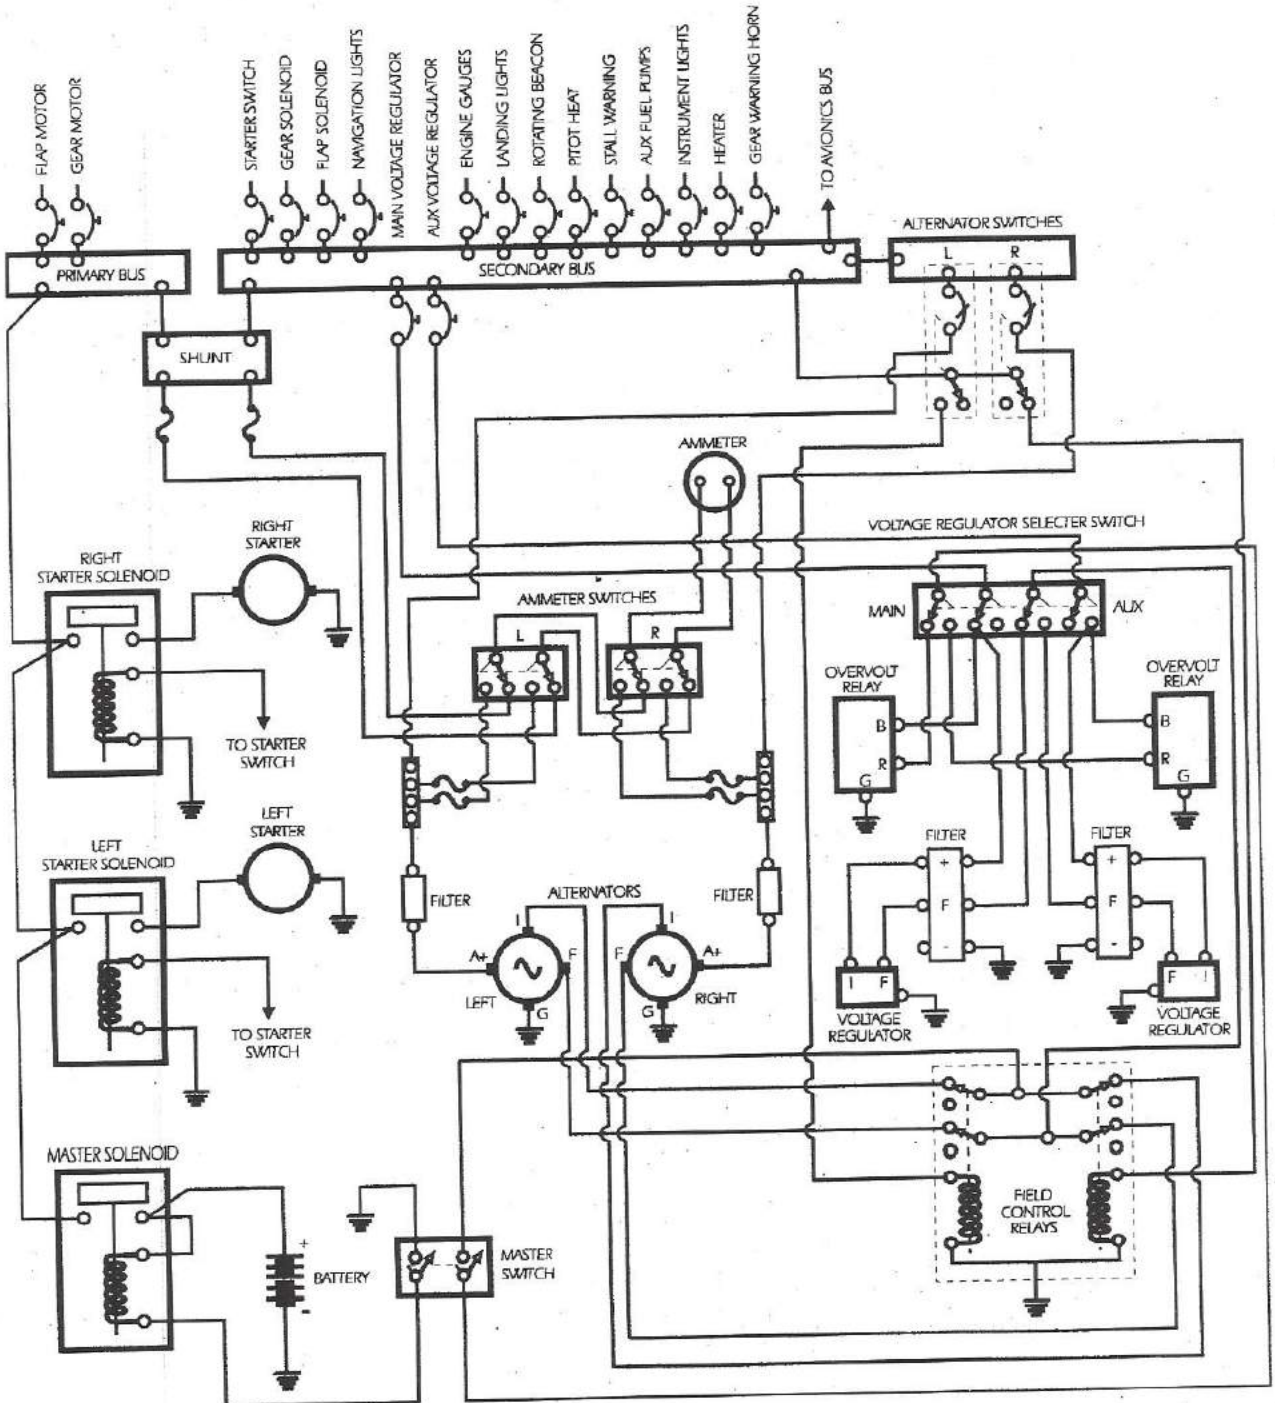 FLAP MOTOR
GEAR MOTOR
STARTER SWITCH
GEAR SOLENOID
FLAP SOLENOID
NAVIGATION LIGHTS
MAIN VOLTAGE REGULATOR
AUX VOLTAGE REGULATOR
ENGINE GAUGES
LANDING LIGHTS
ROTATING BEACON
PITOT HEAT
STALL WARNING
AUX FUEL PUMPS
INSTRUMENT LIGHTS
HEATER
GEAR WARNING HORN
TO AVIONICS BUS
ALTERNATOR SWITCHES
L R
PRIMARY BUS
SECONDARY BUS
SHUNT
AMMETER
VOLTAGE REGULATOR SELECTER SWITCH
RIGHT
STARTER
RIGHT
STARTER SOLENOID
AMMETER SWITCHES
L R
MAIN
AUX
OVERVOLT
RELAY
B
R
G
OVERVOLT
RELAY
B
R
G
TO STARTER
SWITCH
LEFT
STARTER
LEFT
STARTER SOLENOID
FILTER
+
F
-
FILTER
+
F
-
FILTER
ALTERNATORS
FILTER
I
A+
F
LEFT
G
I
F
A+
RIGHT
G
I F
VOLTAGE
REGULATOR
F I
VOLTAGE
REGULATOR
TO STARTER
SWITCH
MASTER SOLENOID
FIELD
CONTROL
RELAYS
+
BATTERY
-
MASTER
SWITCH